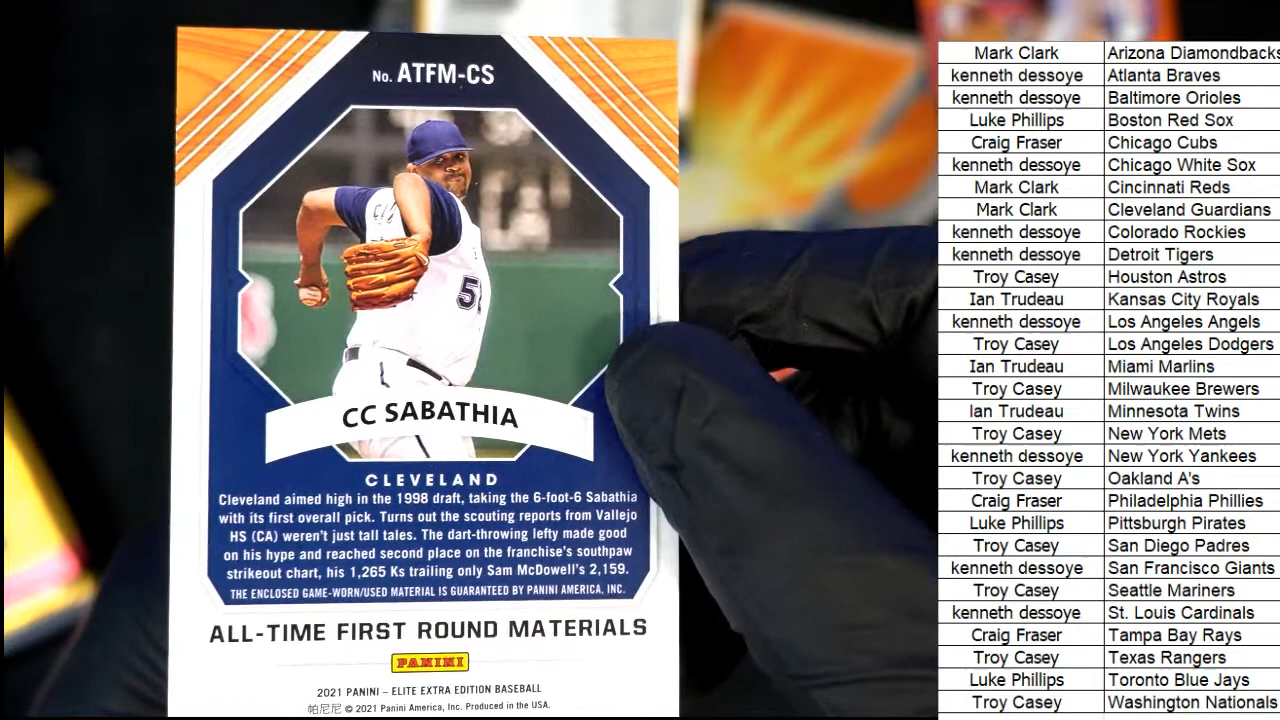 No. ATFM-CS
5
CC SABATHIA
CLEVELAND
Cleveland aimed high in the 1998 draft, taking the 6-foot-6 Sabathia
with its first overall pick. Turns out the scouting reports from Vallejo
HS (CA) weren't just tall tales. The dart-throwing lefty made good
on his hype and reached second place on the franchise's southpaw
strikeout chart, his 1,265 Ks trailing only Sam McDowell's 2,159.
THE ENCLOSED GAME-WORN/USED MATERIAL IS GUARANTEED BY PANINI AMERICA, INC.
ALL-TIME FIRST ROUND MATERIALS
PANINI
2021 PANINI – ELITE EXTRA EDITION BASEBALL
帕尼尼 © 2021 Panini America, Inc. Produced in the USA.
Mark Clark Arizona Diamondbacks
kenneth dessoye Atlanta Braves
kenneth dessoye Baltimore Orioles
Luke Phillips Boston Red Sox
Craig Fraser Chicago Cubs
kenneth dessoye Chicago White Sox
Mark Clark Cincinnati Reds
Mark Clark Cleveland Guardians
kenneth dessoye Colorado Rockies
kenneth dessoye Detroit Tigers
Troy Casey Houston Astros
Ian Trudeau Kansas City Royals
kenneth dessoye Los Angeles Angels
Troy Casey Los Angeles Dodgers
Ian Trudeau Miami Marlins
Troy Casey Milwaukee Brewers
Ian Trudeau Minnesota Twins
Troy Casey New York Mets
kenneth dessoye New York Yankees
Troy Casey Oakland A's
Craig Fraser Philadelphia Phillies
Luke Phillips Pittsburgh Pirates
Troy Casey San Diego Padres
kenneth dessoye San Francisco Giants
Troy Casey Seattle Mariners
kenneth dessoye St. Louis Cardinals
Craig Fraser Tampa Bay Rays
Troy Casey Texas Rangers
Luke Phillips Toronto Blue Jays
Troy Casey Washington Nationals